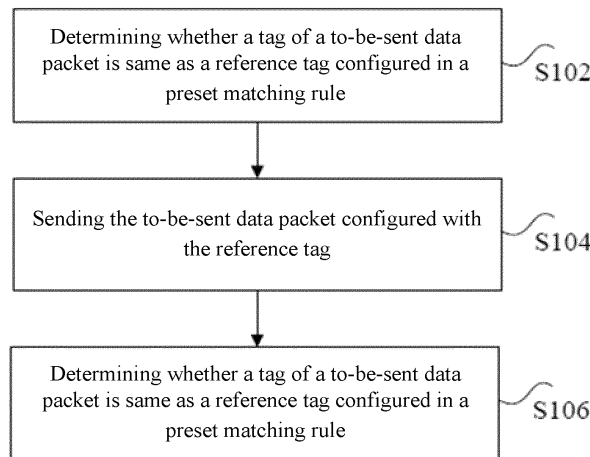 Determining whether a tag of a to-be-sent data
packet is same as a reference tag configured in a
preset matching rule
S102
Sending the to-be-sent data packet configured with
the reference tag
S104
Determining whether a tag of a to-be-sent data
packet is same as a reference tag configured in a
preset matching rule
S106